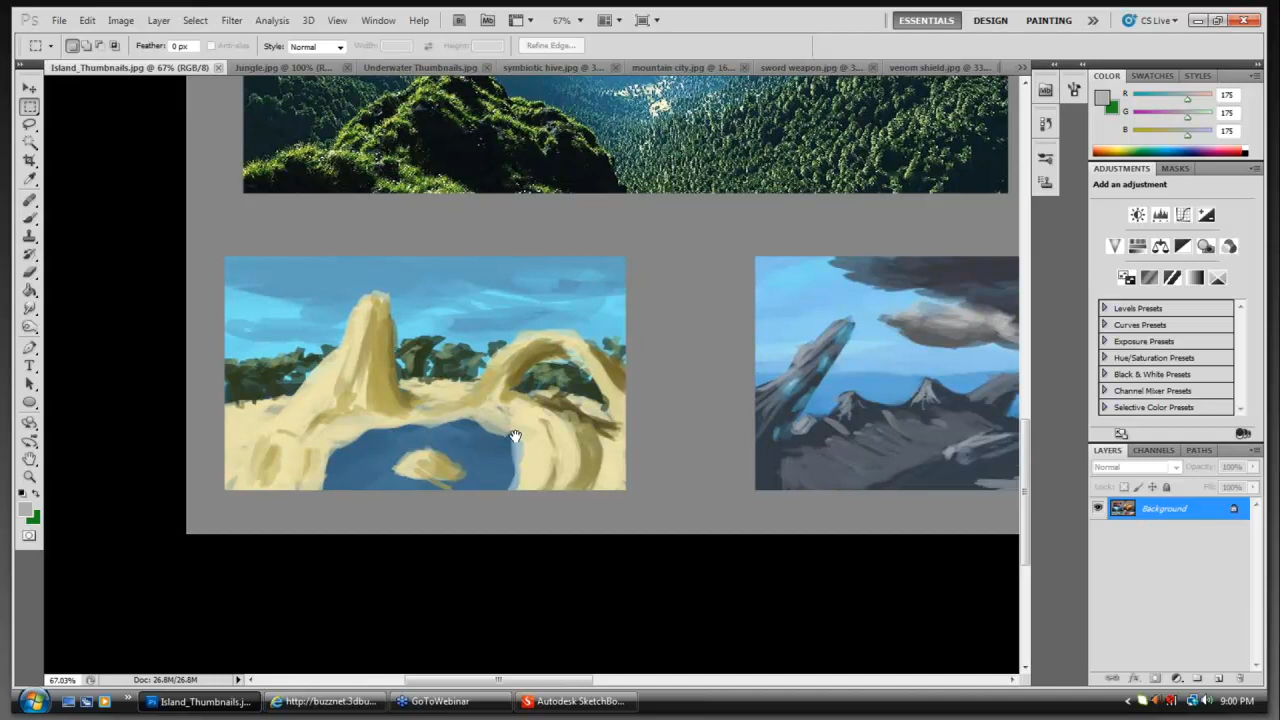 Ps File Edit Image Layer Select Filter Analysis 3D View Window Help Br Mb 67% ESSENTIALS DESIGN PAINTING CS Live
Feather: 0 px Anti-alias Style: Normal Width: Height: Refine Edge...
Island_Thumbnails.jpg @ 67% (RGB/8) Jungle.jpg @ 100% (R... Underwater Thumbnails.jpg symbiotic hive.jpg @ 3... mountain city.jpg @ 16... sword weapon.jpg @ 3... venom shield.jpg @ 33...
COLOR SWATCHES STYLES
R 175
G 175
B 175
ADJUSTMENTS MASKS
Add an adjustment
Levels Presets
Curves Presets
Exposure Presets
Hue/Saturation Presets
Black & White Presets
Channel Mixer Presets
Selective Color Presets
LAYERS CHANNELS PATHS
Normal Opacity: 100%
Lock: Fill: 100%
Background
67.03% Doc: 26.8M/26.8M
Island_Thumbnails.j... http://buzznet.3dbu... GoToWebinar Autodesk SketchBo... 9:00 PM